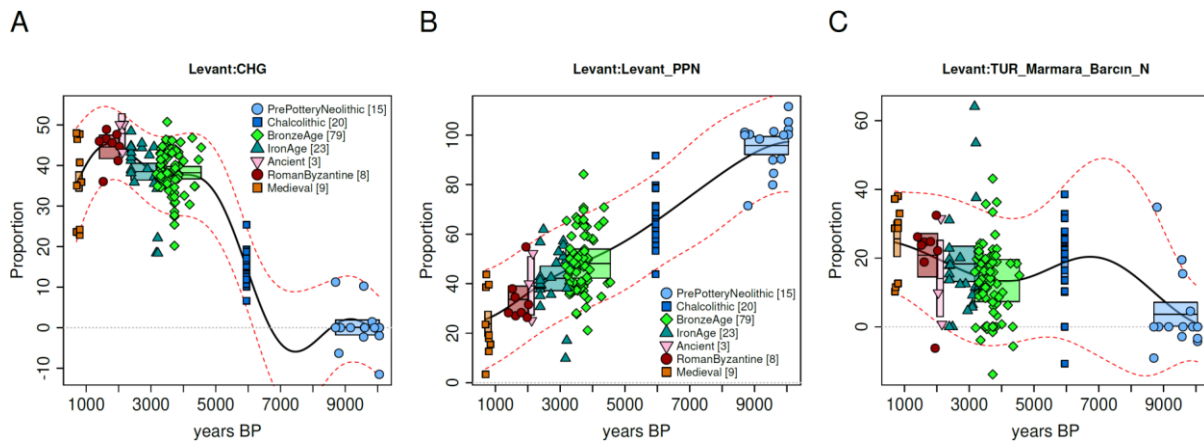 A
B
C
Levant:CHG
Levant:Levant_PPN
Levant:TUR_Marmara_Barcın_N
Proportion
50
40
30
20
10
0
-10
PrePotteryNeolithic [15]
Chalcolithic [20]
BronzeAge [79]
IronAge [23]
Ancient [3]
RomanByzantine [8]
Medieval [9]
1000 3000 5000 7000 9000
years BP
Proportion
100
80
60
40
20
0
PrePotteryNeolithic [15]
Chalcolithic [20]
BronzeAge [79]
IronAge [23]
Ancient [3]
RomanByzantine [8]
Medieval [9]
1000 3000 5000 7000 9000
years BP
Proportion
60
40
20
0
-20
1000 3000 5000 7000 9000
years BP